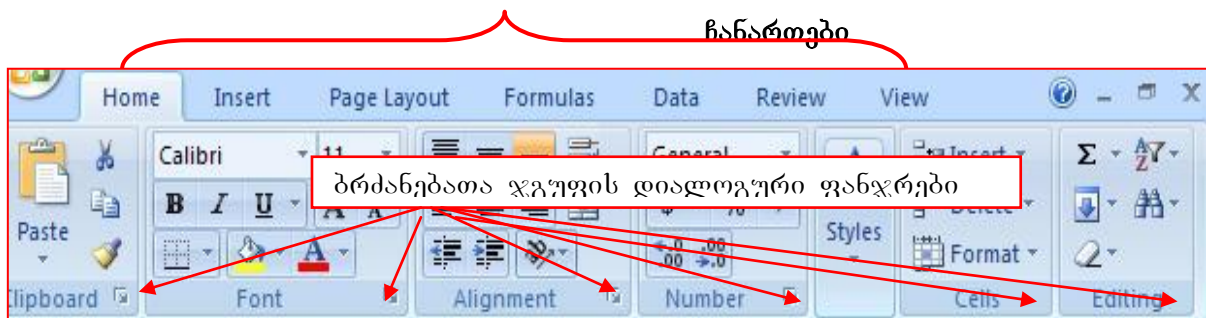 ჩანართები
Home Insert Page Layout Formulas Data Review View
Calibri 11 General Insert
ბრძანებათა ჯგუფის დიალოგური ფანჯრები
B I U A A % Delete
Paste A Styles Format
Clipboard Font Alignment Number Cells Editing